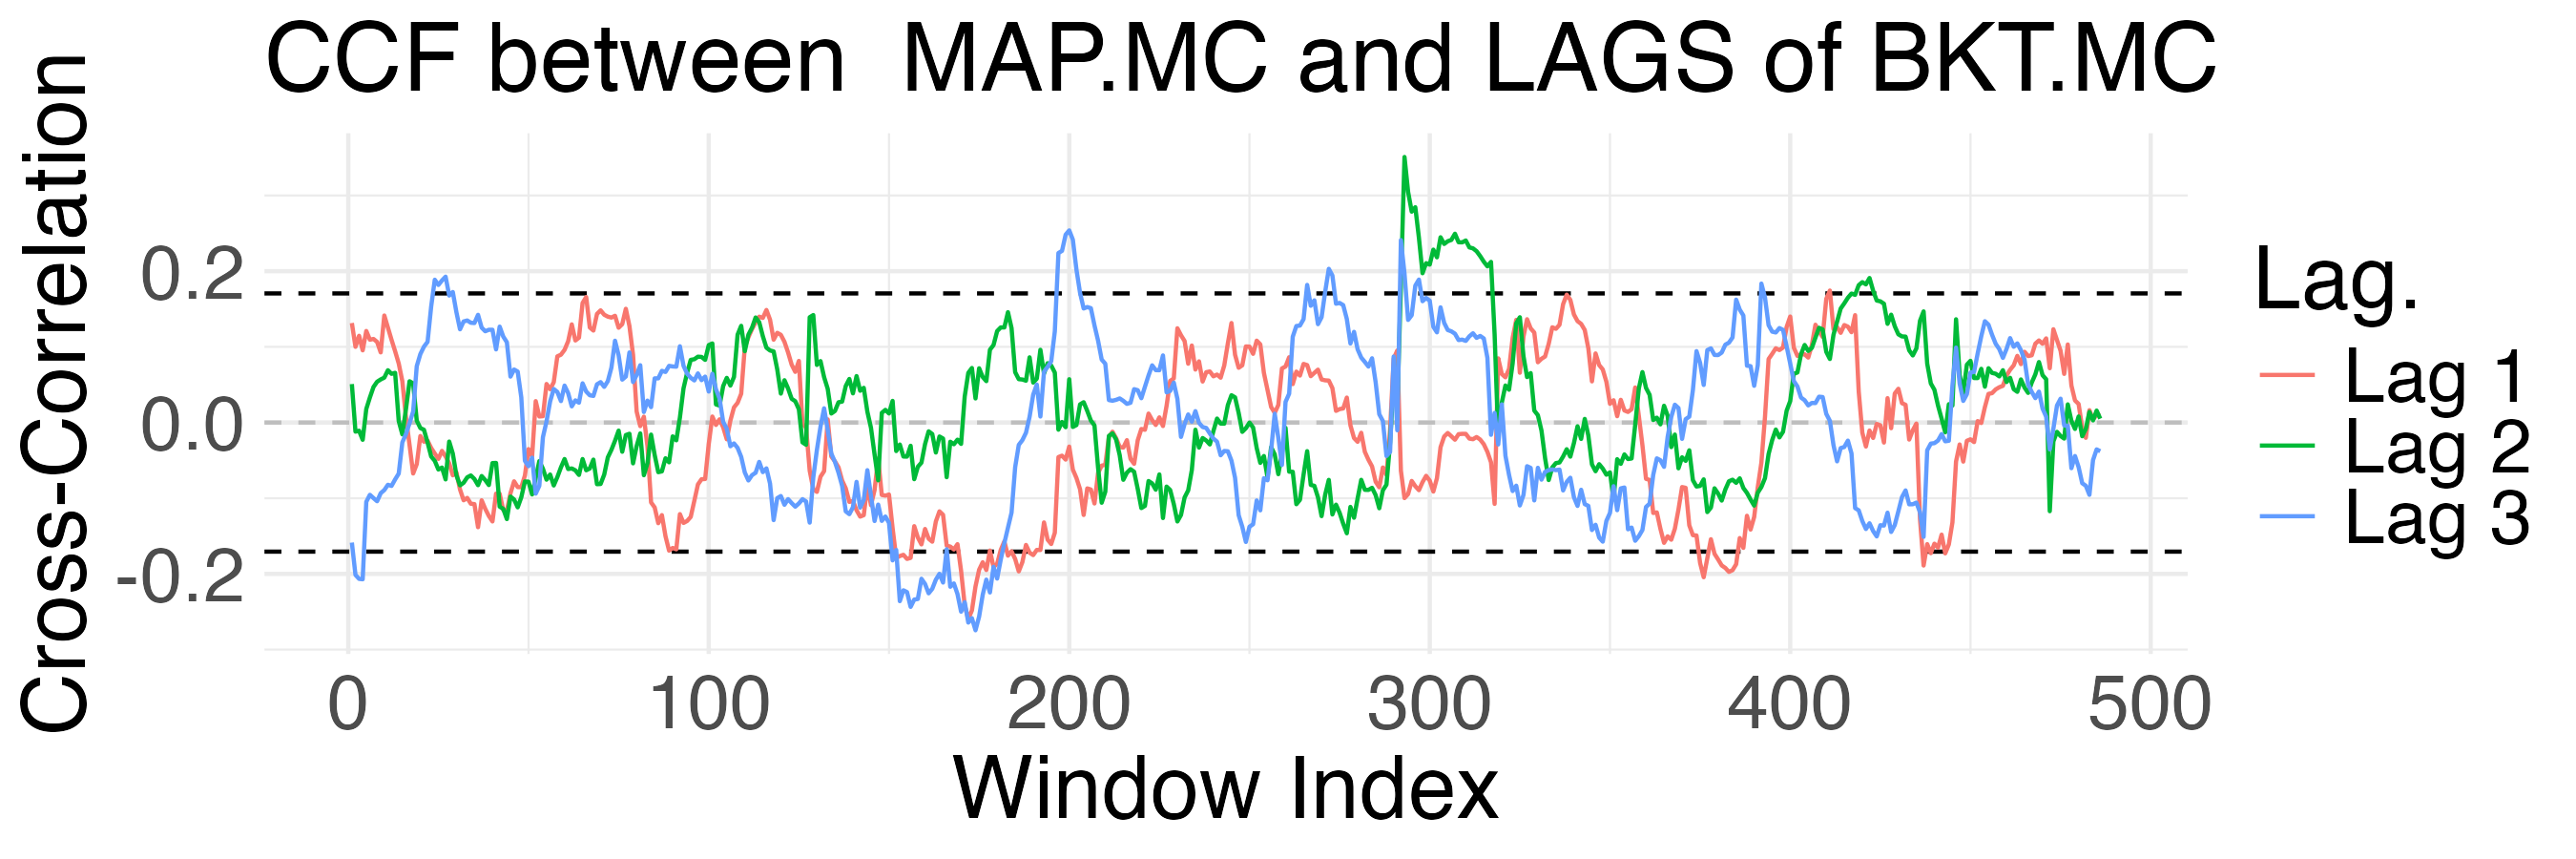 CCF between  MAP.MC and LAGS of BKT.MC
Cross-Correlation
0.2
0.0
-0.2
0 100 200 300 400 500
Window Index
Lag.
Lag 1
Lag 2
Lag 3